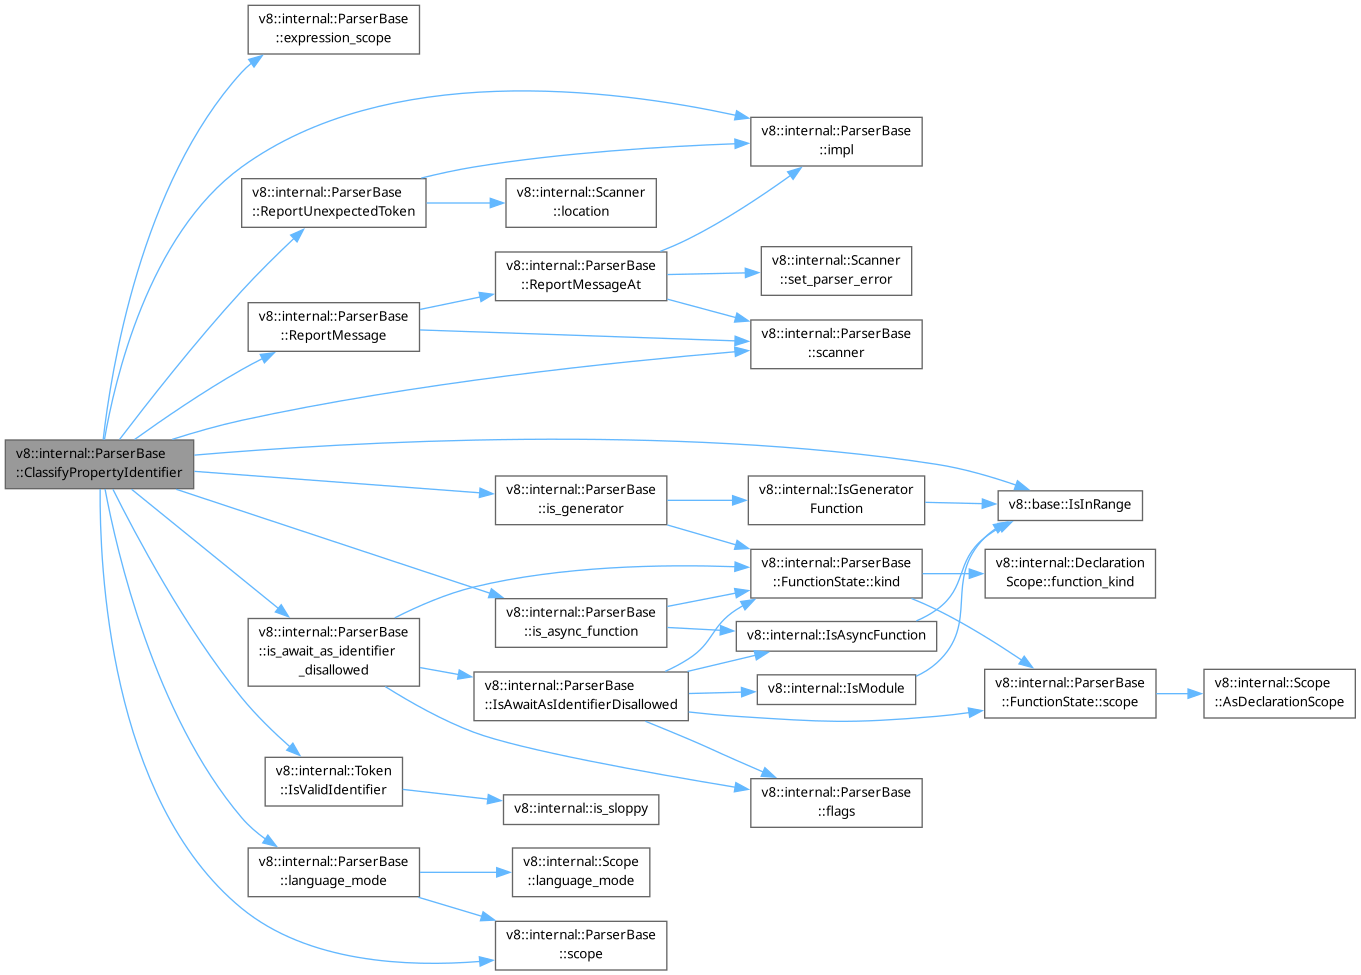 v8::internal::ParserBase
::expression_scope
v8::internal::ParserBase
::impl
v8::internal::ParserBase
::ReportUnexpectedToken
v8::internal::Scanner
::location
v8::internal::ParserBase
::ReportMessageAt
v8::internal::Scanner
::set_parser_error
v8::internal::ParserBase
::ReportMessage
v8::internal::ParserBase
::scanner
v8::internal::ParserBase
::ClassifyPropertyIdentifier
v8::internal::ParserBase
::is_generator
v8::internal::IsGenerator
Function
v8::base::IsInRange
v8::internal::ParserBase
::FunctionState::kind
v8::internal::Declaration
Scope::function_kind
v8::internal::ParserBase
::is_async_function
v8::internal::IsAsyncFunction
v8::internal::ParserBase
::is_await_as_identifier
_disallowed
v8::internal::ParserBase
::IsAwaitAsIdentifierDisallowed
v8::internal::IsModule
v8::internal::ParserBase
::FunctionState::scope
v8::internal::Scope
::AsDeclarationScope
v8::internal::Token
::IsValidIdentifier
v8::internal::is_sloppy
v8::internal::ParserBase
::flags
v8::internal::ParserBase
::language_mode
v8::internal::Scope
::language_mode
v8::internal::ParserBase
::scope